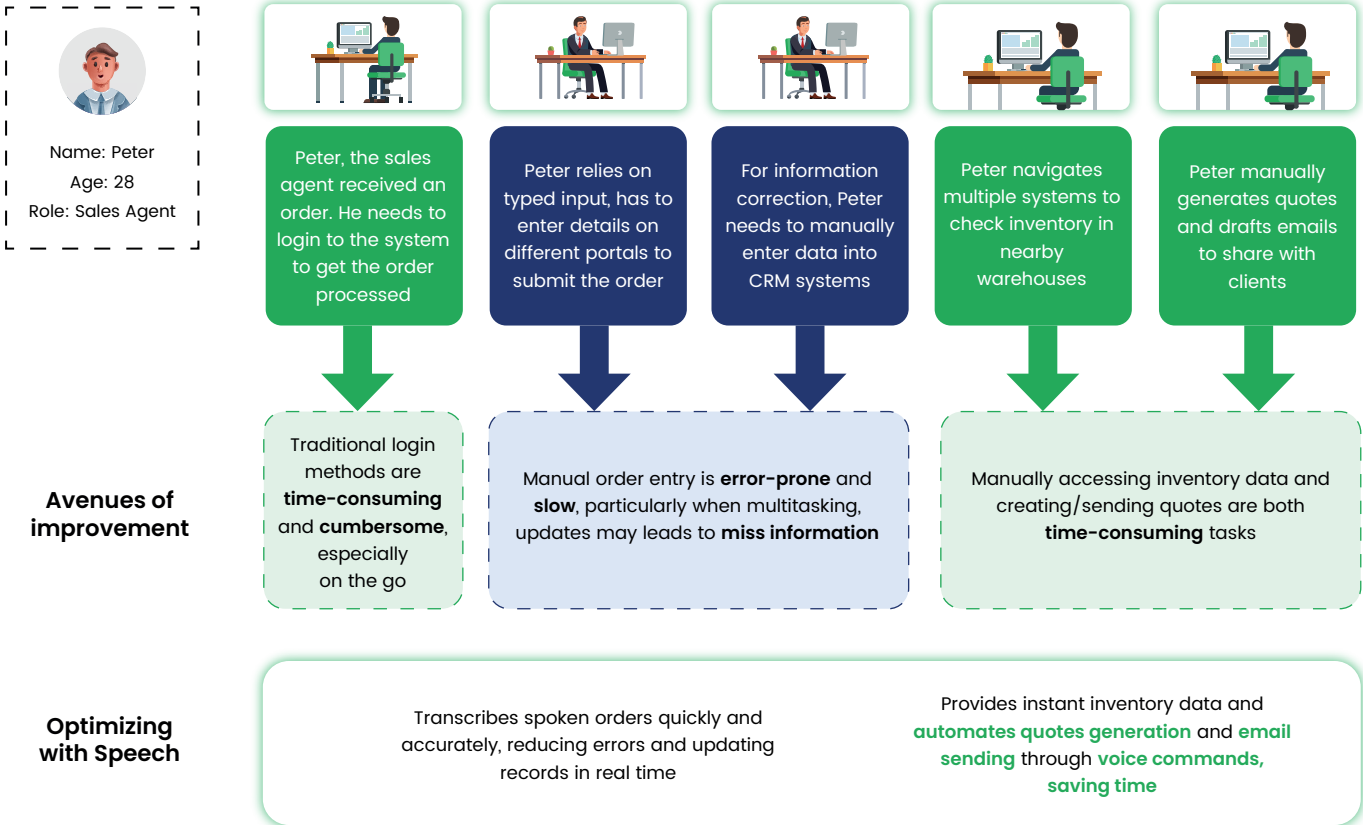 Name: Peter
Age: 28
Role: Sales Agent
Peter, the sales
agent received an
order. He needs to
login to the system
to get the order
processed
Peter relies on
typed input, has to
enter details on
different portals to
submit the order
For information
correction, Peter
needs to manually
enter data into
CRM systems
Peter navigates
multiple systems to
check inventory in
nearby
warehouses
Peter manually
generates quotes
and drafts emails
to share with
clients
Avenues of
improvement
Traditional login
methods are
time-consuming
and cumbersome,
especially
on the go
Manual order entry is error-prone and
slow, particularly when multitasking,
updates may leads to miss information
Manually accessing inventory data and
creating/sending quotes are both
time-consuming tasks
Optimizing
with Speech
Transcribes spoken orders quickly and
accurately, reducing errors and updating
records in real time
Provides instant inventory data and
automates quotes generation and email
sending through voice commands,
saving time